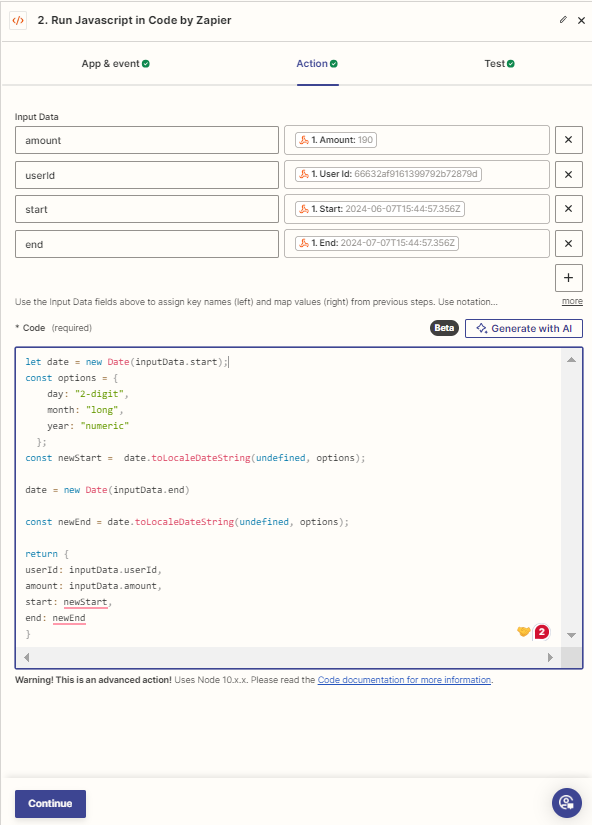 </> 2. Run Javascript in Code by Zapier
App & event Action Test
Input Data
amount 1. Amount: 190
userId 1. User Id: 66632af9161399792b72879d
start 1. Start: 2024-06-07T15:44:57.356Z
end 1. End: 2024-07-07T15:44:57.356Z
Use the Input Data fields above to assign key names (left) and map values (right) from previous steps. Use notation... more
* Code (required) Beta Generate with AI
let date = new Date(inputData.start);
const options = {
day: "2-digit",
month: "long",
year: "numeric"
};
const newStart = date.toLocaleDateString(undefined, options);
date = new Date(inputData.end)
const newEnd = date.toLocaleDateString(undefined, options);
return {
userId: inputData.userId,
amount: inputData.amount,
start: newStart,
end: newEnd
}
2
Warning! This is an advanced action! Uses Node 10.x.x. Please read the Code documentation for more information.
Continue